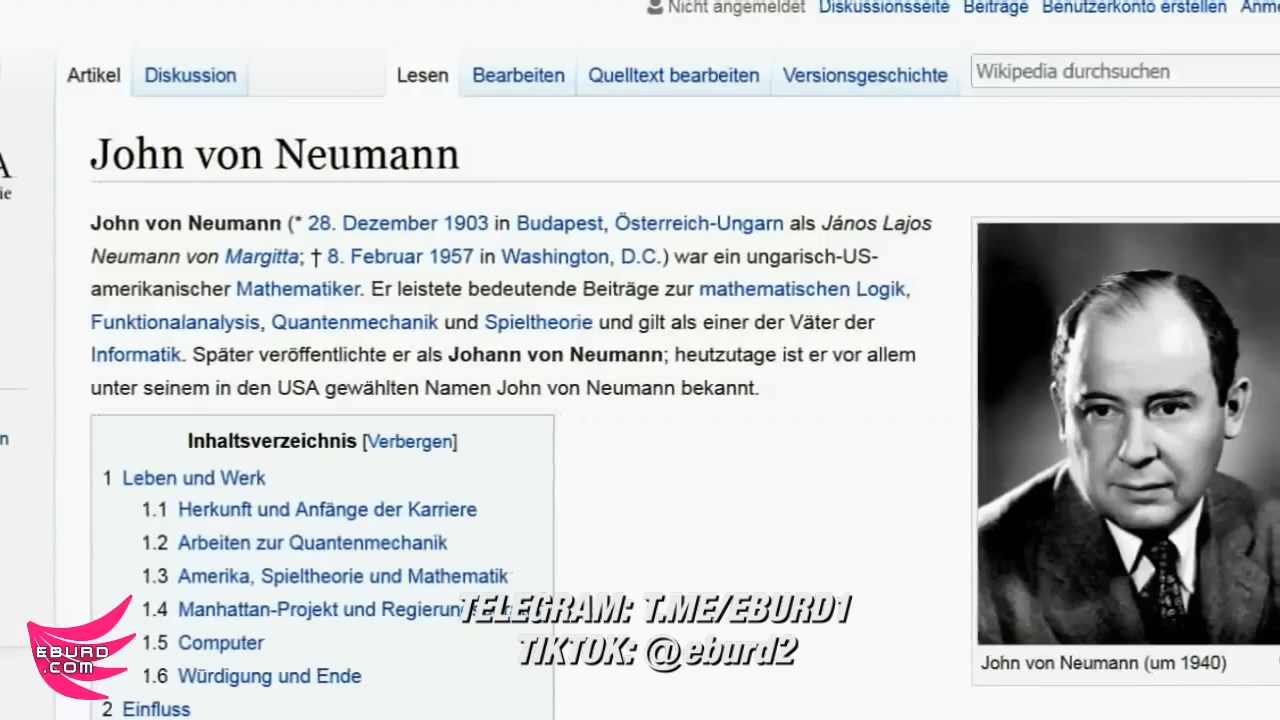 Nicht angemeldet Diskussionsseite Beiträge Benutzerkonto erstellen
Artikel Diskussion Lesen Bearbeiten Quelltext bearbeiten Versionsgeschichte Wikipedia durchsuchen
John von Neumann
John von Neumann (* 28. Dezember 1903 in Budapest, Österreich-Ungarn als János Lajos
Neumann von Margitta; † 8. Februar 1957 in Washington, D.C.) war ein ungarisch-US-
amerikanischer Mathematiker. Er leistete bedeutende Beiträge zur mathematischen Logik,
Funktionalanalysis, Quantenmechanik und Spieltheorie und gilt als einer der Väter der
Informatik. Später veröffentlichte er als Johann von Neumann; heutzutage ist er vor allem
unter seinem in den USA gewählten Namen John von Neumann bekannt.
Inhaltsverzeichnis [Verbergen]
1 Leben und Werk
1.1 Herkunft und Anfänge der Karriere
1.2 Arbeiten zur Quantenmechanik
1.3 Amerika, Spieltheorie und Mathematik
1.4 Manhattan-Projekt und
1.5 Computer
1.6 Würdigung und Ende
2 Einfluss
John von Neumann (um 1940)
TELEGRAM: T.ME/EBURD1
TIKTOK: @eburd2
EBURD
.COM